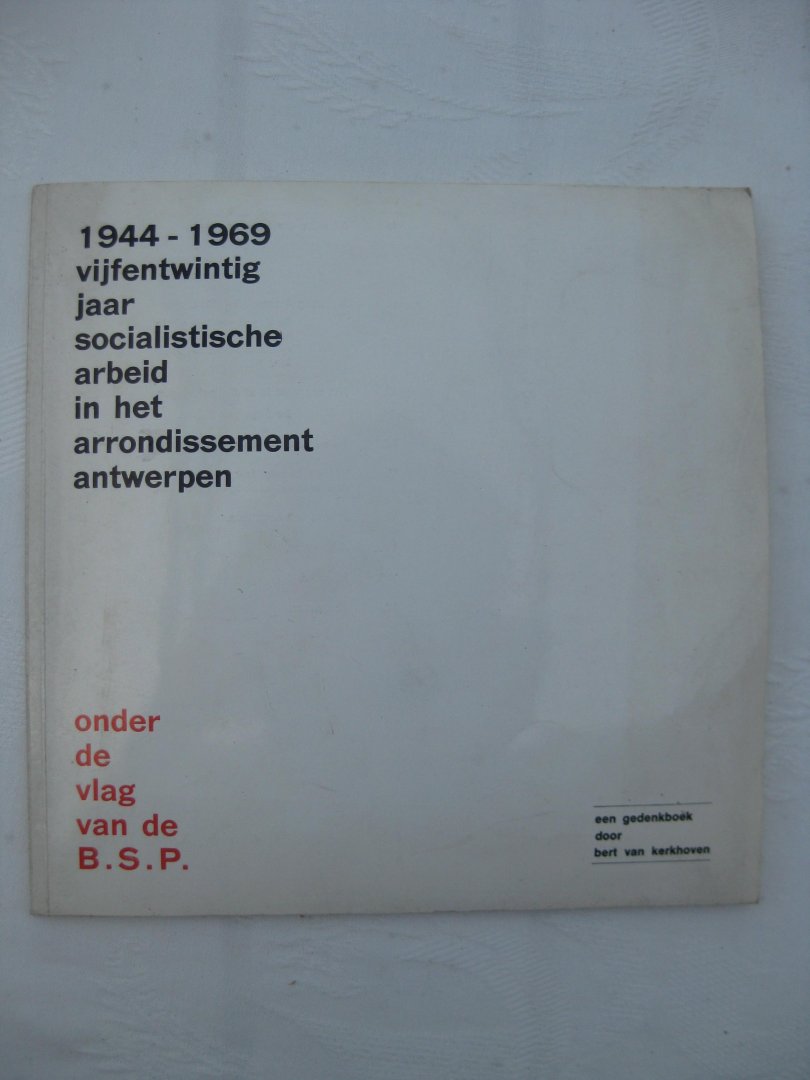 1944 - 1969
vijfentwintig
jaar
socialistische
arbeid
in het
arrondissement
antwerpen
onder
de
vlag
van de
B.S.P.
een gedenkboek
door
bert van kerkhoven